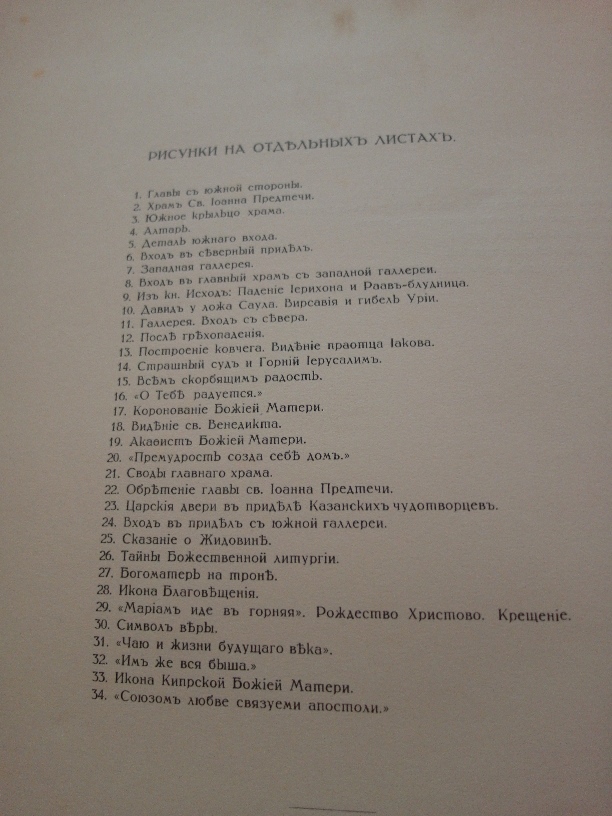 РИСУНКИ НА ОТДѢЛЬНЫХЪ ЛИСТАХЪ.
1. Главы съ южной стороны.
2. Храмъ Св. Іоанна Предтечи.
3. Южное крыльцо храма.
4. Алтарь.
5. Деталь южнаго входа.
6. Входъ въ сѣверный придѣлъ.
7. Западная галлерея.
8. Входъ въ главный храмъ съ западной галлереи.
9. Изъ кн. Исходъ: Паденіе Іерихона и Раавъ-блудница.
10. Давидъ у ложа Саула. Вирсавія и гибель Уріи.
11. Галлерея. Входъ съ сѣвера.
12. Послѣ грѣхопаденія.
13. Построеніе ковчега. Видѣніе праотца Іакова.
14. Страшный судъ и Горній Іерусалимъ.
15. Всѣмъ скорбящимъ радость.
16. «О Тебѣ радуется.»
17. Коронованіе Божіей Матери.
18. Видѣніе св. Венедикта.
19. Акаѳистъ Божіей Матери.
20. «Премудрость созда себѣ домъ.»
21. Своды главнаго храма.
22. Обрѣтеніе главы св. Іоанна Предтечи.
23. Царскія двери въ придѣлѣ Казанскихъ чудотворцевъ.
24. Входъ въ придѣлъ съ южной галлереи.
25. Сказаніе о Жидовинѣ.
26. Тайны Божественной литургіи.
27. Богоматерь на тронѣ.
28. Икона Благовѣщенія.
29. «Маріамъ иде въ горняя». Рождество Христово. Крещеніе.
30. Символъ вѣры.
31. «Чаю и жизни будущаго вѣка».
32. «Имъ же вся быша.»
33. Икона Кипрской Божіей Матери.
34. «Союзомъ любве связуеми апостоли.»